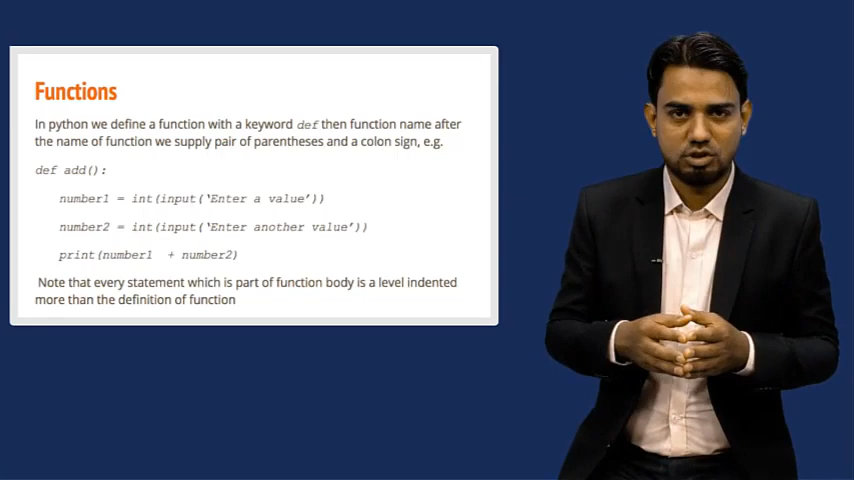 Functions
In python we define a function with a keyword def then function name after
the name of function we supply pair of parentheses and a colon sign, e.g.
def add():
number1 = int(input(‘Enter a value’))
number2 = int(input(‘Enter another value’))
print(number1 + number2)
Note that every statement which is part of function body is a level indented
more than the definition of function